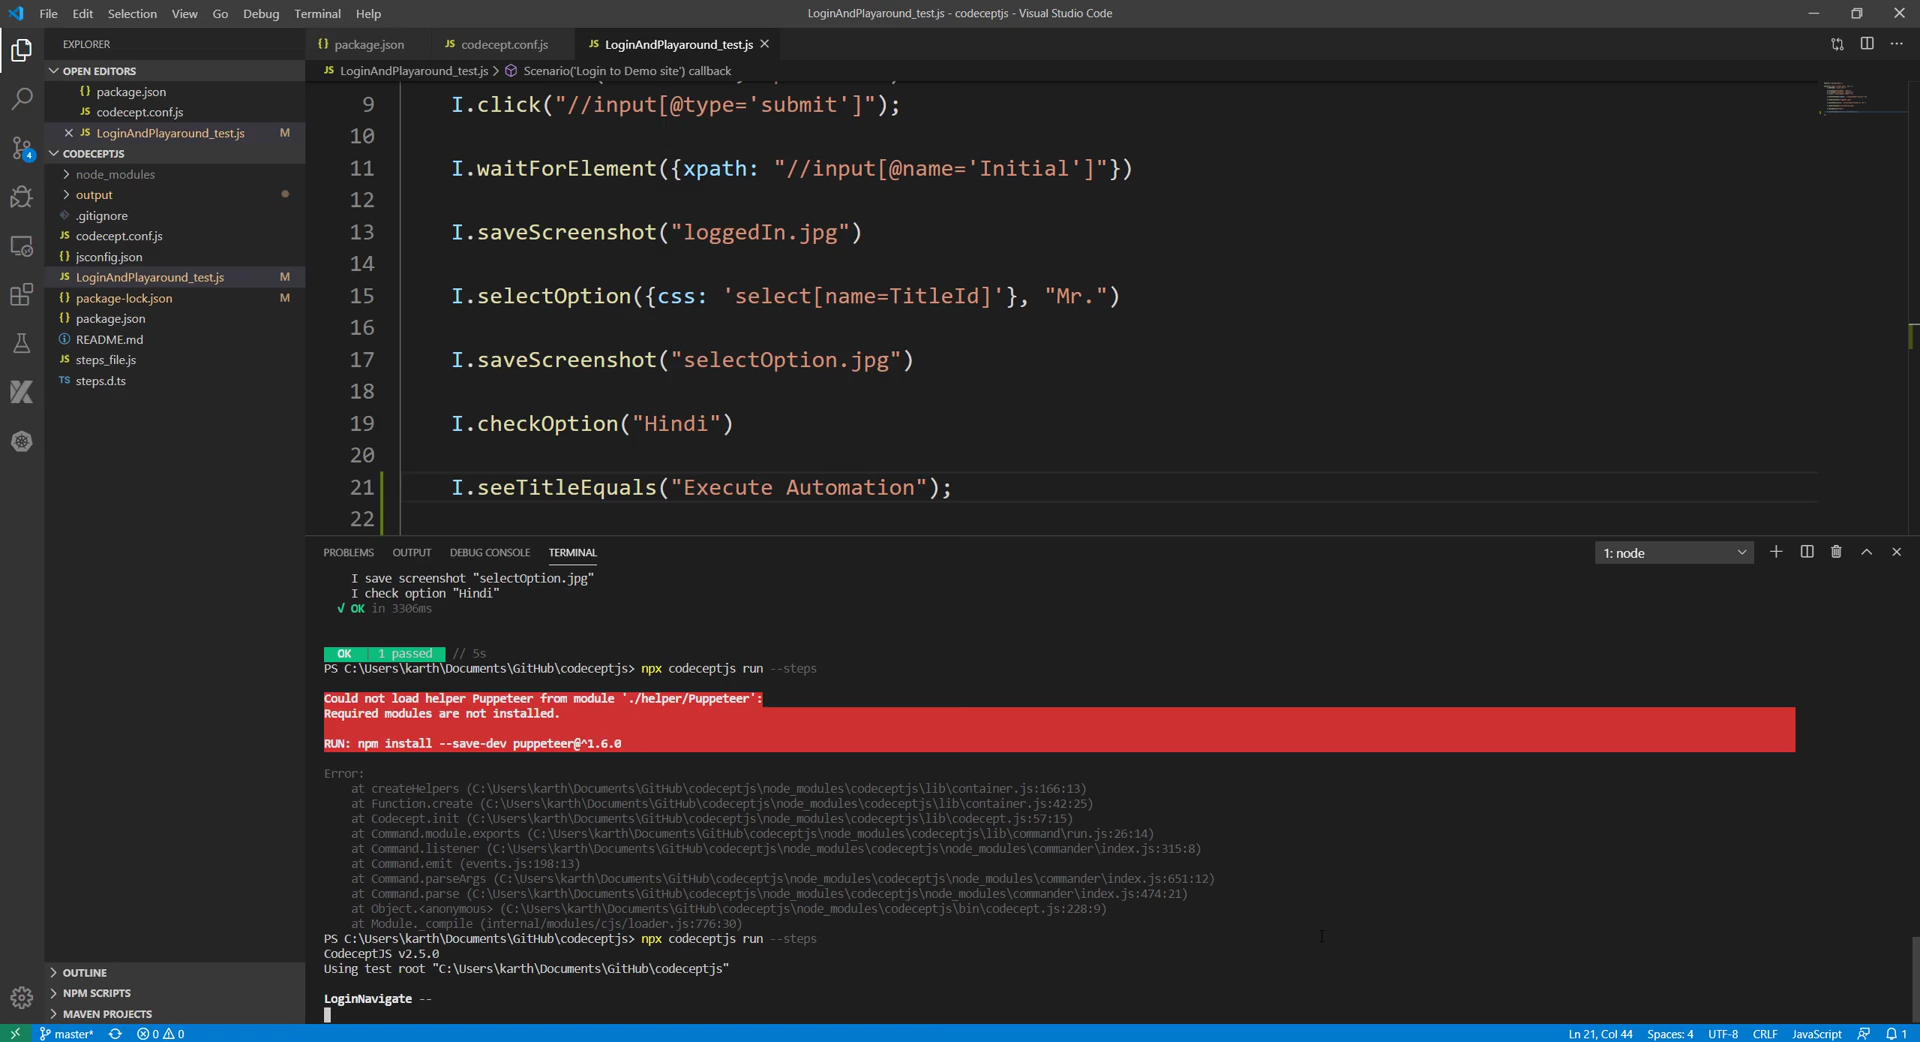 File Edit Selection View Go Debug Terminal Help
LoginAndPlayaround_test.js - codeceptjs - Visual Studio Code
EXPLORER
OPEN EDITORS
{} package.json
JS codecept.conf.js
JS LoginAndPlayaround_test.js M
CODECEPTJS
node_modules
output
.gitignore
JS codecept.conf.js
{} jsconfig.json
JS LoginAndPlayaround_test.js M
{} package-lock.json M
{} package.json
README.md
JS steps_file.js
TS steps.d.ts
OUTLINE
NPM SCRIPTS
MAVEN PROJECTS
4
{} package.json
JS codecept.conf.js
JS LoginAndPlayaround_test.js
JS LoginAndPlayaround_test.js > Scenario('Login to Demo site') callback
9 I.click("//input[@type='submit']");
10
11 I.waitForElement({xpath: "//input[@name='Initial']"})
12
13 I.saveScreenshot("loggedIn.jpg")
14
15 I.selectOption({css: 'select[name=TitleId]'}, "Mr.")
16
17 I.saveScreenshot("selectOption.jpg")
18
19 I.checkOption("Hindi")
20
21 I.seeTitleEquals("Execute Automation");
22
PROBLEMS OUTPUT DEBUG CONSOLE TERMINAL
1: node
I save screenshot "selectOption.jpg"
I check option "Hindi"
√ OK in 3306ms
OK | 1 passed // 5s
PS C:\Users\karth\Documents\GitHub\codeceptjs> npx codeceptjs run --steps
Could not load helper Puppeteer from module './helper/Puppeteer':
Required modules are not installed.
RUN: npm install --save-dev puppeteer@^1.6.0
Error:
at createHelpers (C:\Users\karth\Documents\GitHub\codeceptjs\node_modules\codeceptjs\lib\container.js:166:13)
at Function.create (C:\Users\karth\Documents\GitHub\codeceptjs\node_modules\codeceptjs\lib\container.js:42:25)
at Codecept.init (C:\Users\karth\Documents\GitHub\codeceptjs\node_modules\codeceptjs\lib\codecept.js:57:15)
at Command.module.exports (C:\Users\karth\Documents\GitHub\codeceptjs\node_modules\codeceptjs\lib\command\run.js:26:14)
at Command.listener (C:\Users\karth\Documents\GitHub\codeceptjs\node_modules\codeceptjs\node_modules\commander\index.js:315:8)
at Command.emit (events.js:198:13)
at Command.parseArgs (C:\Users\karth\Documents\GitHub\codeceptjs\node_modules\codeceptjs\node_modules\commander\index.js:651:12)
at Command.parse (C:\Users\karth\Documents\GitHub\codeceptjs\node_modules\codeceptjs\node_modules\commander\index.js:474:21)
at Object.<anonymous> (C:\Users\karth\Documents\GitHub\codeceptjs\node_modules\codeceptjs\bin\codecept.js:228:9)
at Module._compile (internal/modules/cjs/loader.js:776:30)
PS C:\Users\karth\Documents\GitHub\codeceptjs> npx codeceptjs run --steps
CodeceptJS v2.5.0
Using test root "C:\Users\karth\Documents\GitHub\codeceptjs"
LoginNavigate --
master* 0 0
Ln 21, Col 44 Spaces: 4 UTF-8 CRLF JavaScript 1